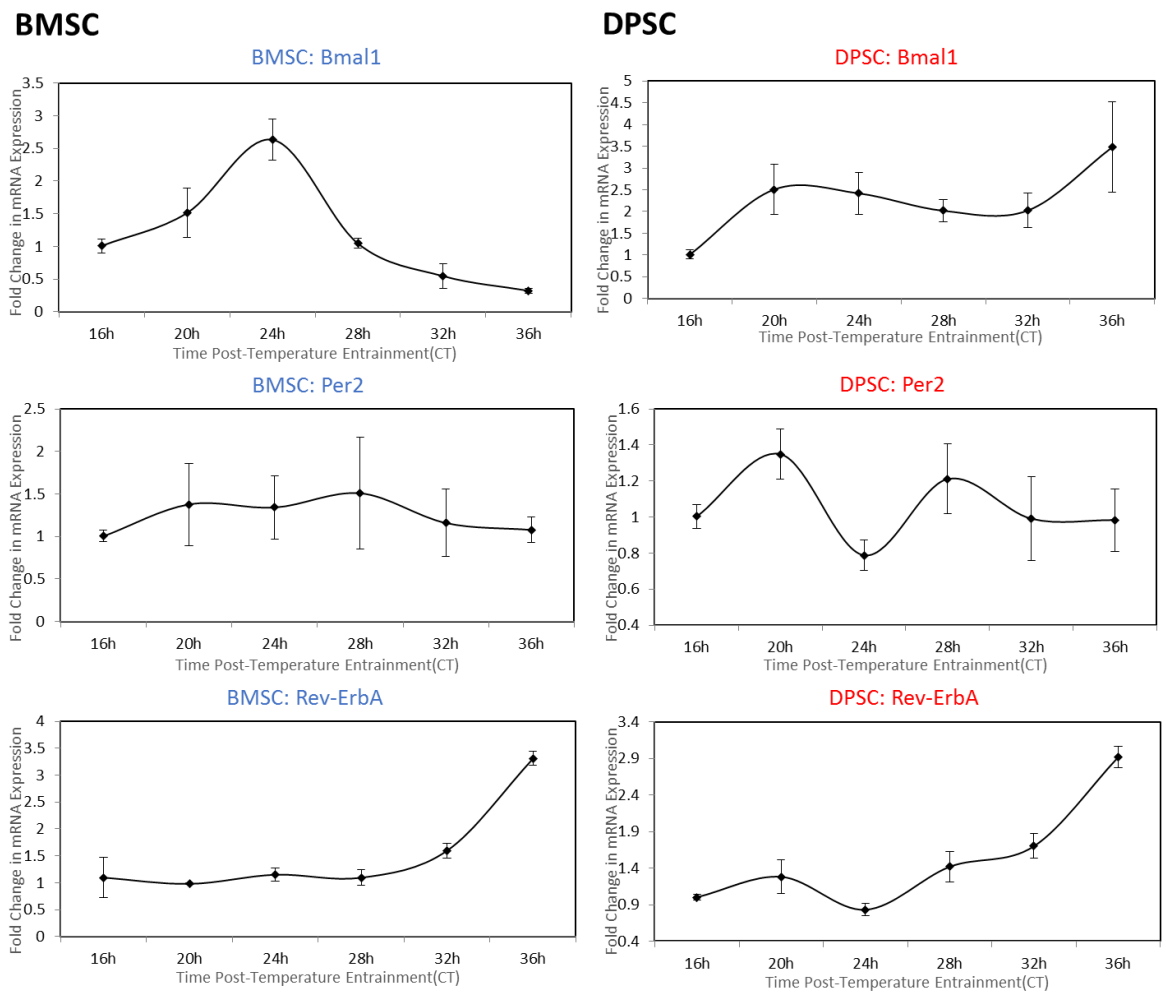 BMSC
DPSC
BMSC: Bmal1
Fold Change in mRNA Expression
3.5
3
2.5
2
1.5
1
0.5
0
16h 20h 24h 28h 32h 36h
Time Post-Temperature Entrainment(CT)
DPSC: Bmal1
Fold Change in mRNA Expression
5
4.5
4
3.5
3
2.5
2
1.5
1
0.5
0
16h 20h 24h 28h 32h 36h
Time Post-Temperature Entrainment(CT)
BMSC: Per2
Fold Change in mRNA Expression
2.5
2
1.5
1
0.5
0
16h 20h 24h 28h 32h 36h
Time Post-Temperature Entrainment(CT)
DPSC: Per2
Fold Change in mRNA Expression
1.6
1.4
1.2
1
0.8
0.6
0.4
16h 20h 24h 28h 32h 36h
Time Post-Temperature Entrainment(CT)
BMSC: Rev-ErbA
Fold Change in mRNA Expression
4
3.5
3
2.5
2
1.5
1
0.5
0
16h 20h 24h 28h 32h 36h
Time Post-Temperature Entrainment(CT)
DPSC: Rev-ErbA
Fold Change in mRNA Expression
3.4
2.9
2.4
1.9
1.4
0.9
0.4
16h 20h 24h 28h 32h 36h
Time Post-Temperature Entrainment(CT)